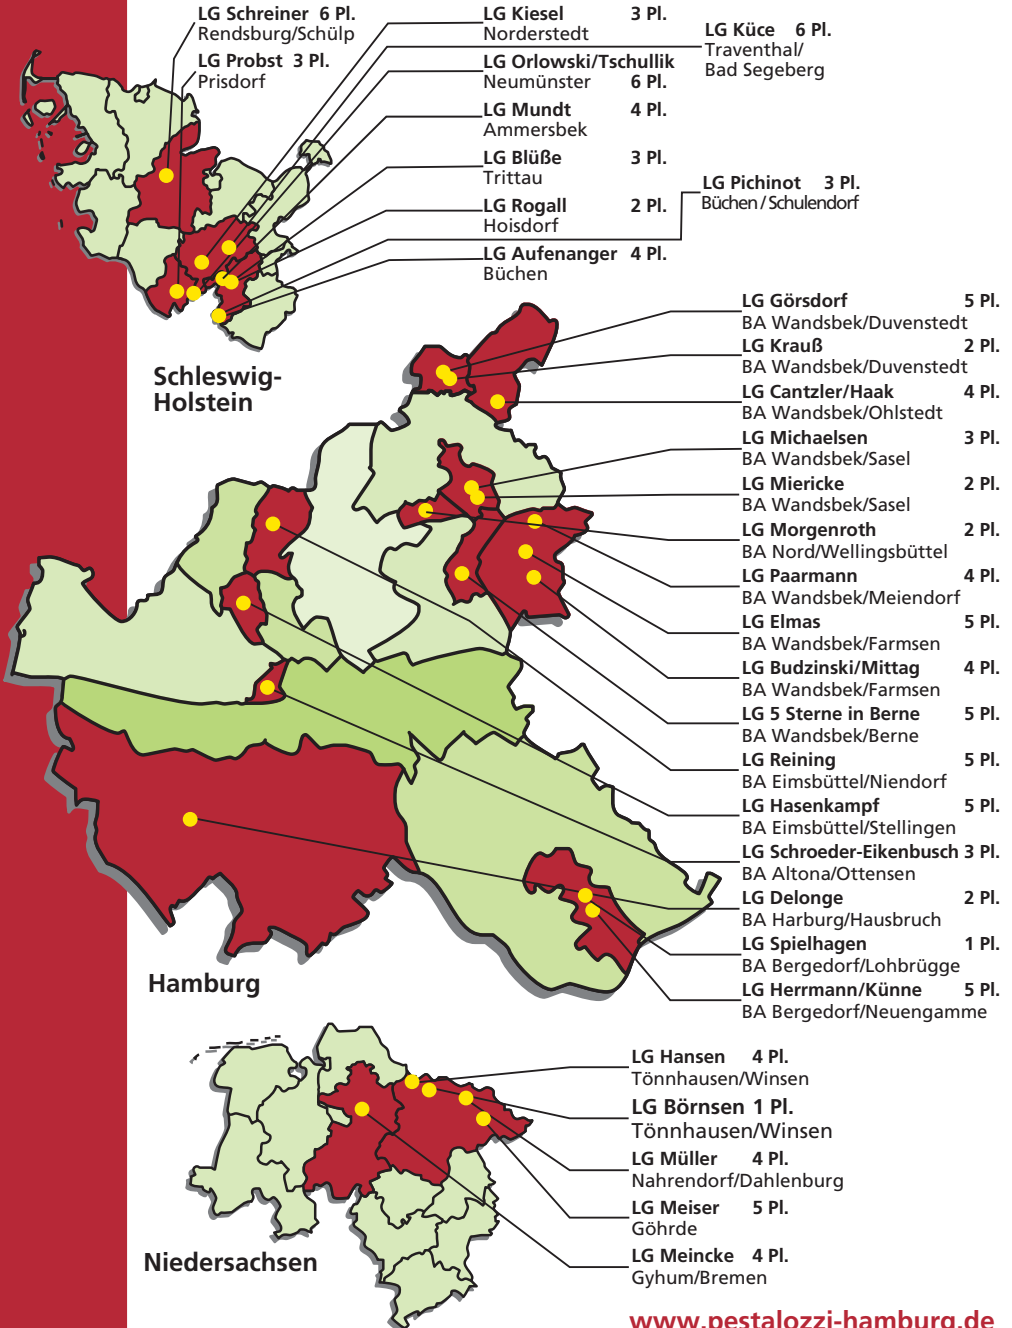 LG Schreiner 6 Pl.
Rendsburg/Schülp
LG Probst 3 Pl.
Prisdorf
LG Kiesel 3 Pl.
Norderstedt
LG Küce 6 Pl.
Traventhal/
Bad Segeberg
LG Orlowski/Tschullik
Neumünster 6 Pl.
LG Mundt 4 Pl.
Ammersbek
LG Blüße 3 Pl.
Trittau
LG Pichinot 3 Pl.
Büchen / Schulendorf
LG Rogall 2 Pl.
Hoisdorf
LG Aufenanger 4 Pl.
Büchen
Schleswig-
Holstein
LG Görsdorf 5 Pl.
BA Wandsbek/Duvenstedt
LG Krauß 2 Pl.
BA Wandsbek/Duvenstedt
LG Cantzler/Haak 4 Pl.
BA Wandsbek/Ohlstedt
LG Michaelsen 3 Pl.
BA Wandsbek/Sasel
LG Miericke 2 Pl.
BA Wandsbek/Sasel
LG Morgenroth 2 Pl.
BA Nord/Wellingsbüttel
LG Paarmann 4 Pl.
BA Wandsbek/Meiendorf
LG Elmas 5 Pl.
BA Wandsbek/Farmsen
LG Budzinski/Mittag 4 Pl.
BA Wandsbek/Farmsen
LG 5 Sterne in Berne 5 Pl.
BA Wandsbek/Berne
LG Reining 5 Pl.
BA Eimsbüttel/Niendorf
LG Hasenkampf 5 Pl.
BA Eimsbüttel/Stellingen
LG Schroeder-Eikenbusch 3 Pl.
BA Altona/Ottensen
LG Delonge 2 Pl.
BA Harburg/Hausbruch
LG Spielhagen 1 Pl.
BA Bergedorf/Lohbrügge
LG Herrmann/Künne 5 Pl.
BA Bergedorf/Neuengamme
Hamburg
LG Hansen 4 Pl.
Tönnhausen/Winsen
LG Börnsen 1 Pl.
Tönnhausen/Winsen
LG Müller 4 Pl.
Nahrendorf/Dahlenburg
LG Meiser 5 Pl.
Göhrde
LG Meincke 4 Pl.
Gyhum/Bremen
Niedersachsen
www.pestalozzi-hamburg.de